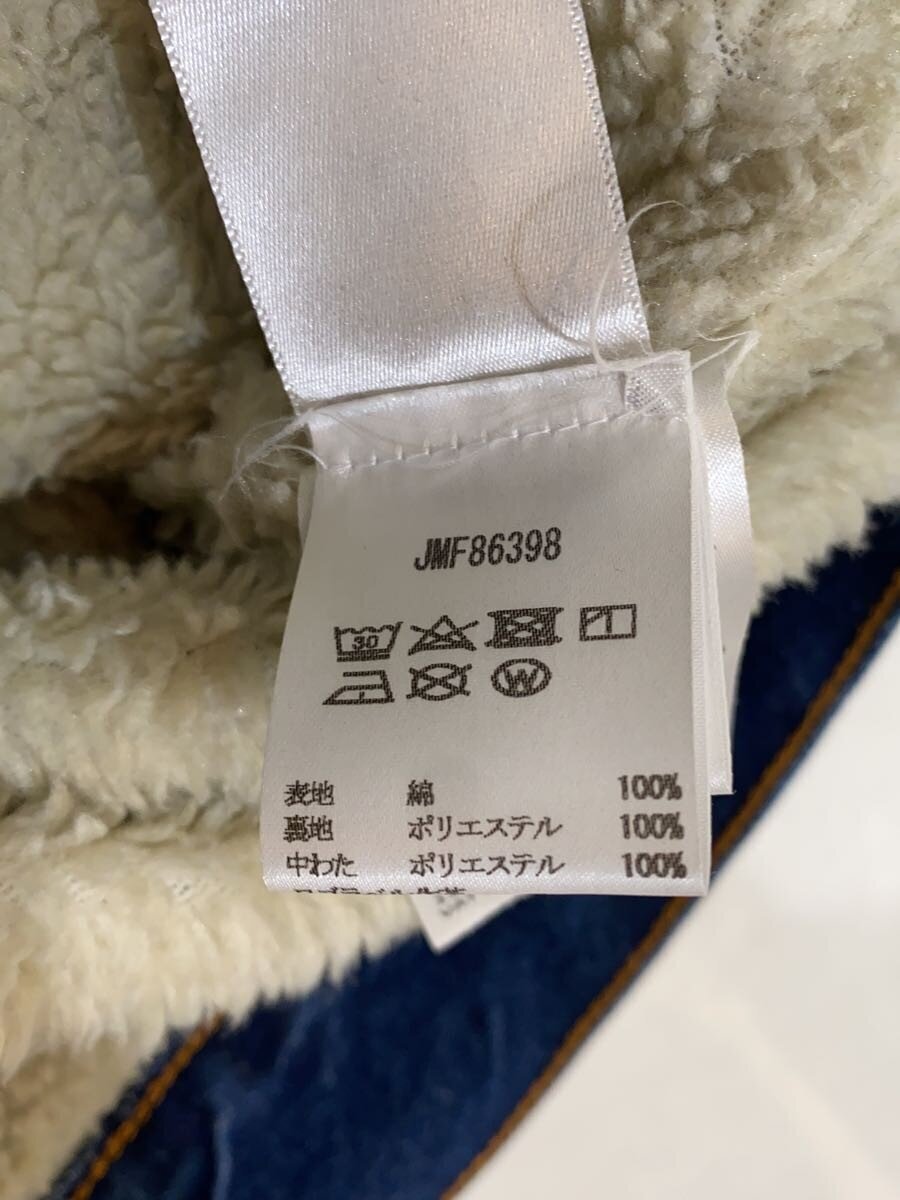 JMF86398
30
W
表地 綿 100%
裏地 ポリエステル 100%
中わた ポリエステル 100%